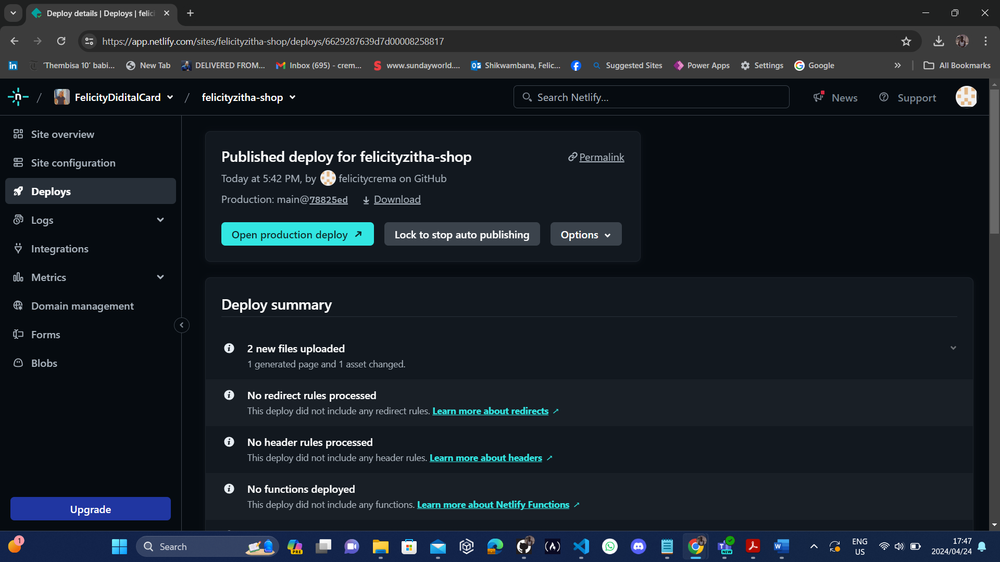 Deploy details | Deploys | felici
https://app.netlify.com/sites/felicityzitha-shop/deploys/6629287639d7d00008258817
'Thembisa 10' babi...
New Tab
DELIVERED FROM...
Inbox (695) - crem...
www.sundayworld....
Shikwambana, Felic...
Suggested Sites
Power Apps
Settings
Google
All Bookmarks
FelicityDiditalCard
/
felicityzitha-shop
Search Netlify...
News
Support
Site overview
Site configuration
Deploys
Logs
Integrations
Metrics
Domain management
Forms
Blobs
Upgrade
Published deploy for felicityzitha-shop
Permalink
Today at 5:42 PM, by felicitycrema on GitHub
Production: main@78825ed
Download
Open production deploy
Lock to stop auto publishing
Options
Deploy summary
2 new files uploaded
1 generated page and 1 asset changed.
No redirect rules processed
This deploy did not include any redirect rules. Learn more about redirects
No header rules processed
This deploy did not include any header rules. Learn more about headers
No functions deployed
This deploy did not include any functions. Learn more about Netlify Functions
1
Search
PRE
NEW
ENG
US
17:47
2024/04/24